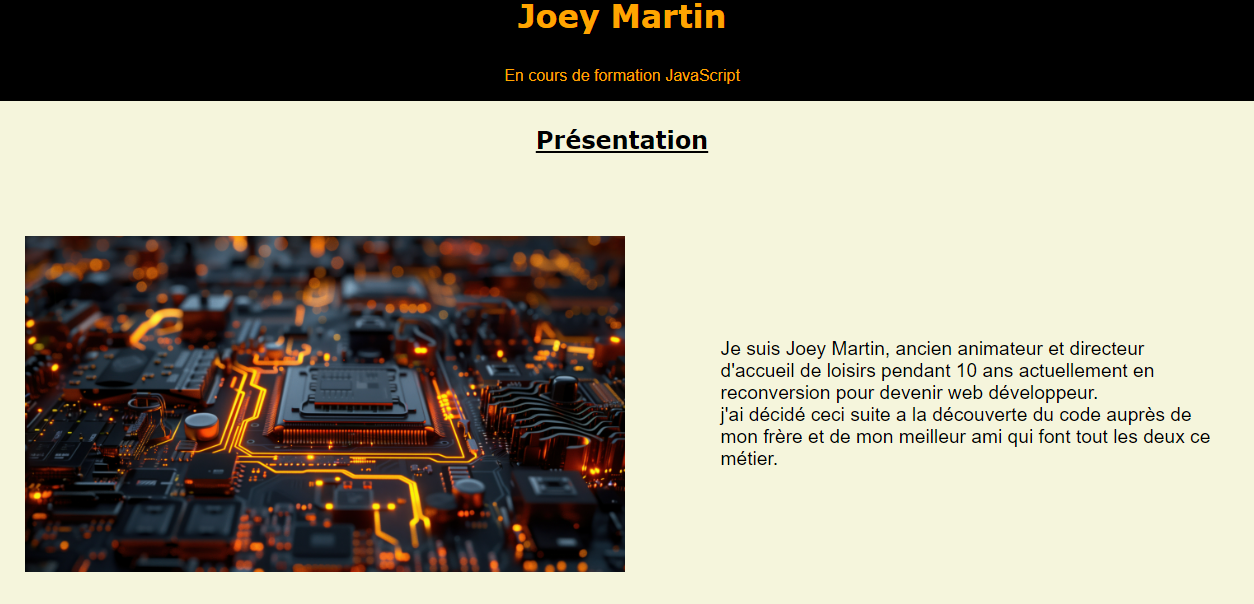 Joey Martin
En cours de formation JavaScript
Présentation
Je suis Joey Martin, ancien animateur et directeur
d'accueil de loisirs pendant 10 ans actuellement en
reconversion pour devenir web développeur.
j'ai décidé ceci suite a la découverte du code auprès de
mon frère et de mon meilleur ami qui font tout les deux ce
métier.